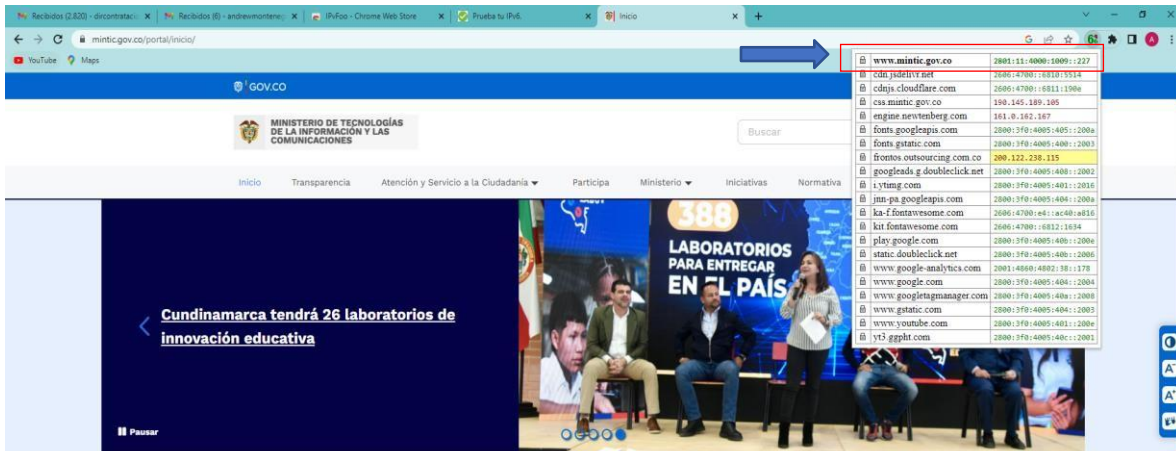 Recibidos (2.820) - dircontratació
Recibidos (6) - andrewmontene
IPvFoo - Chrome Web Store
Prueba tu IPv6.
Inicio
mintic.gov.co/portal/inicio/
YouTube
Maps
GOV.CO
MINISTERIO DE TECNOLOGÍAS
DE LA INFORMACIÓN Y LAS
COMUNICACIONES
Buscar
Inicio Transparencia Atención y Servicio a la Ciudadanía Participa Ministerio Iniciativas Normativa
www.mintic.gov.co 2801:11:4000:1009::227
cdn.jsdelivr.net 2606:4700::6810:5514
cdnjs.cloudflare.com 2606:4700::6811:190e
css.mintic.gov.co 190.145.189.105
engine.newtenberg.com 161.0.162.167
fonts.googleapis.com 2800:3f0:4005:405::200a
fonts.gstatic.com 2800:3f0:4005:400::2003
frontos.outsourcing.com.co 200.122.238.115
googleads.g.doubleclick.net 2800:3f0:4005:408::2002
i.ytimg.com 2800:3f0:4005:401::2016
jnn-pa.googleapis.com 2800:3f0:4005:404::200a
ka-f.fontawesome.com 2606:4700:e4::ac40:a816
kit.fontawesome.com 2606:4700::6812:1634
play.google.com 2800:3f0:4005:40b::200e
static.doubleclick.net 2800:3f0:4005:40b::2006
www.google-analytics.com 2001:4860:4802:38::178
www.google.com 2800:3f0:4005:404::2004
www.googletagmanager.com 2800:3f0:4005:40a::2008
www.gstatic.com 2800:3f0:4005:404::2003
www.youtube.com 2800:3f0:4005:401::200e
yt3.ggpht.com 2800:3f0:4005:40c::2001
388
LABORATORIOS
PARA ENTREGAR
EN EL PAÍS
Cundinamarca tendrá 26 laboratorios de
innovación educativa
Pausar
A-
A+